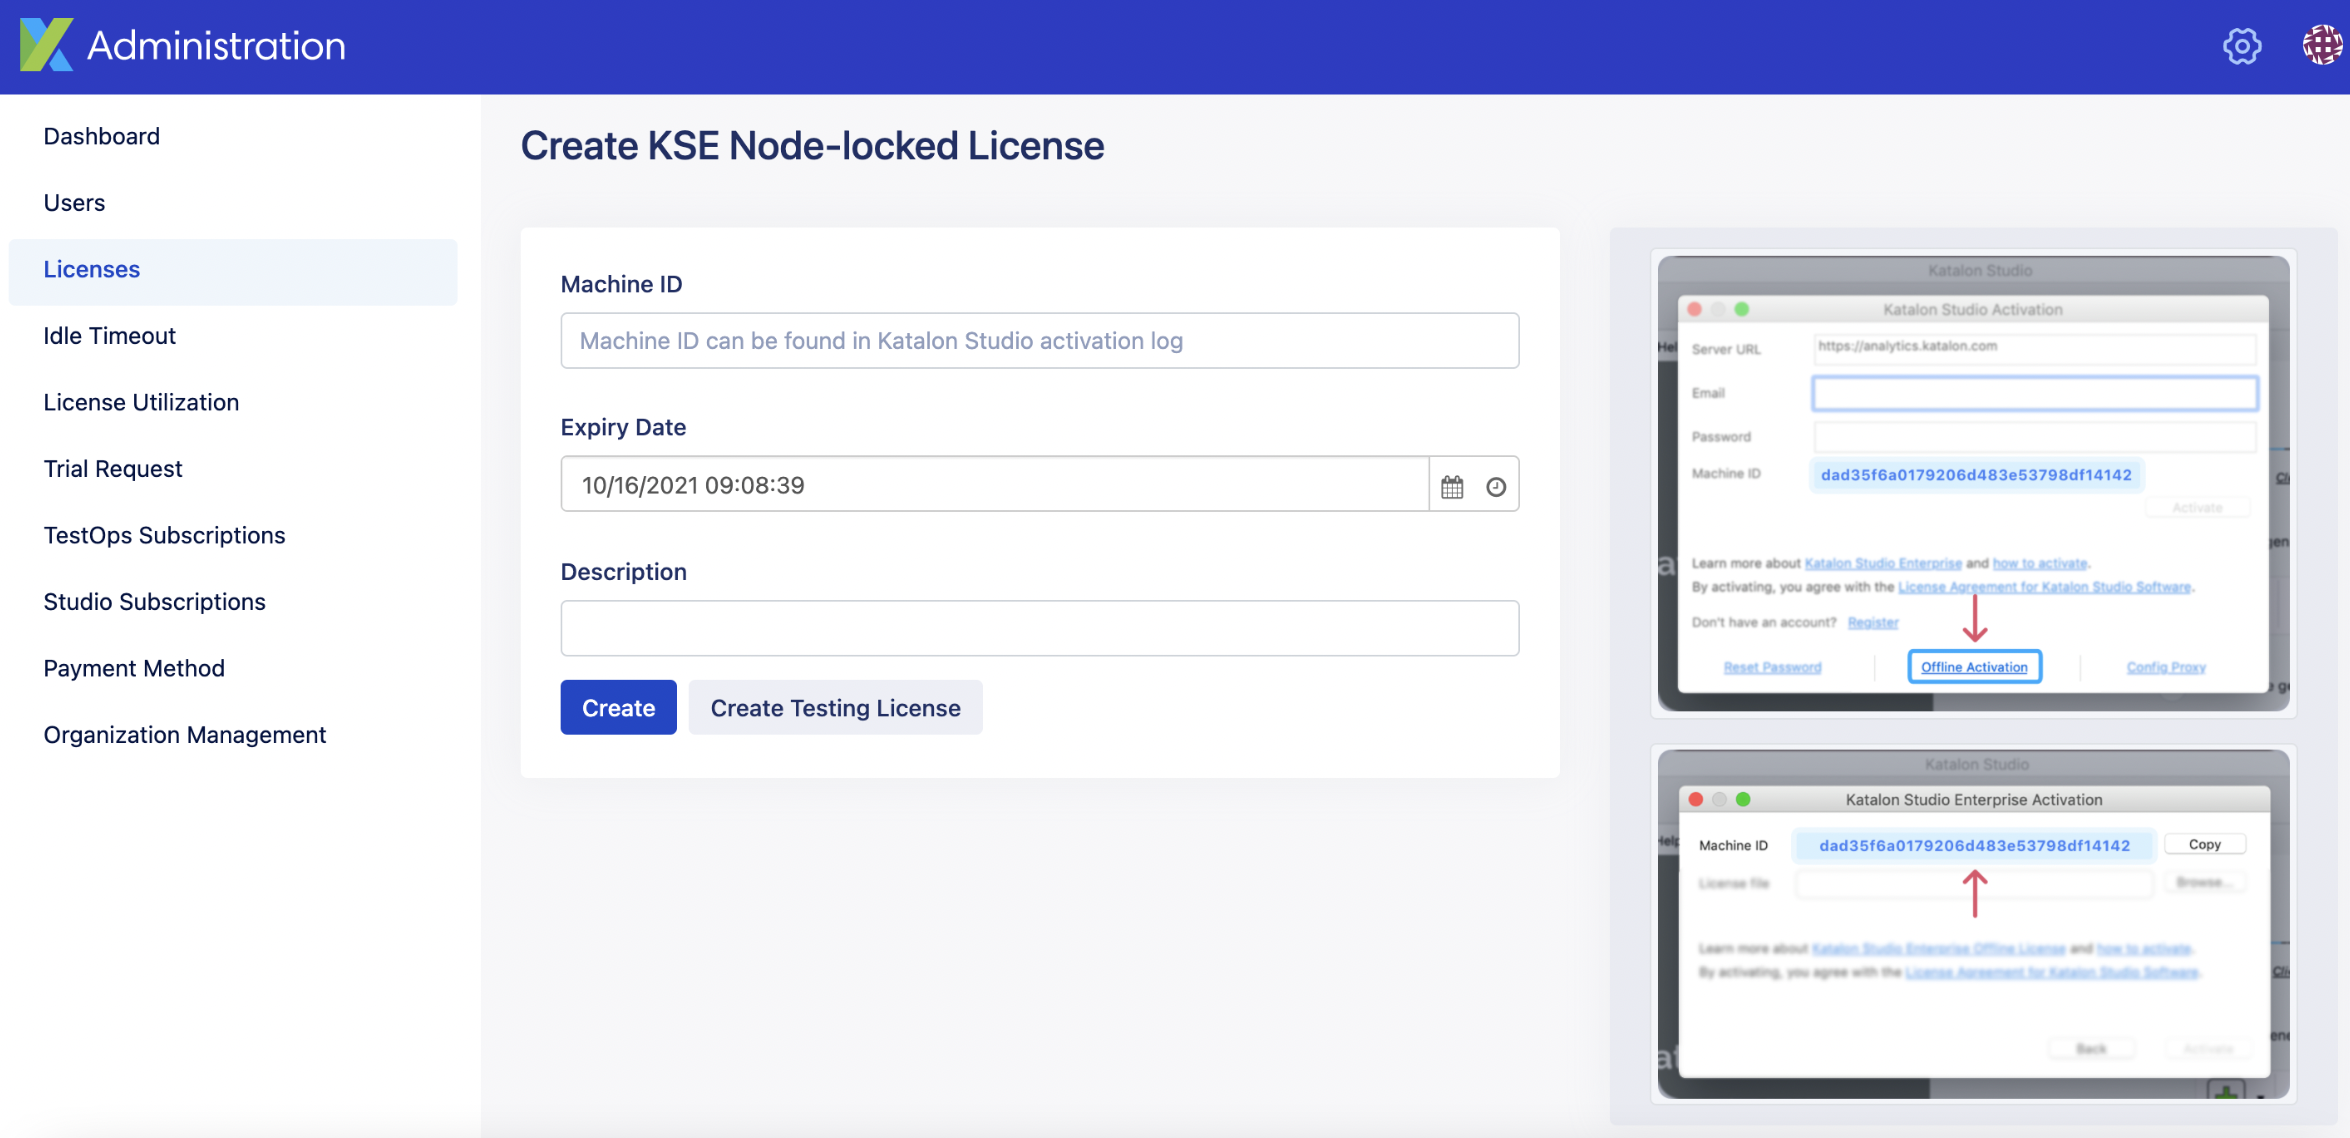 Administration
Dashboard
Users
Licenses
Idle Timeout
License Utilization
Trial Request
TestOps Subscriptions
Studio Subscriptions
Payment Method
Organization Management
Create KSE Node-locked License
Machine ID
Machine ID can be found in Katalon Studio activation log
Expiry Date
10/16/2021 09:08:39
Description
Create
Create Testing License
Katalon Studio
Katalon Studio Activation
Server URL
https://analytics.katalon.com
Email
Password
Machine ID
dad35f6a0179206d483e53798df14142
Activate
Learn more about Katalon Studio Enterprise and how to activate.
By activating, you agree with the License Agreement for Katalon Studio Software.
Don't have an account? Register
Reset Password
Offline Activation
Config Proxy
Katalon Studio
Katalon Studio Enterprise Activation
Machine ID
dad35f6a0179206d483e53798df14142
Copy
License file
Browse...
Learn more about Katalon Studio Enterprise Offline License and how to activate.
By activating, you agree with the License Agreement for Katalon Studio Software.
Back
Activate